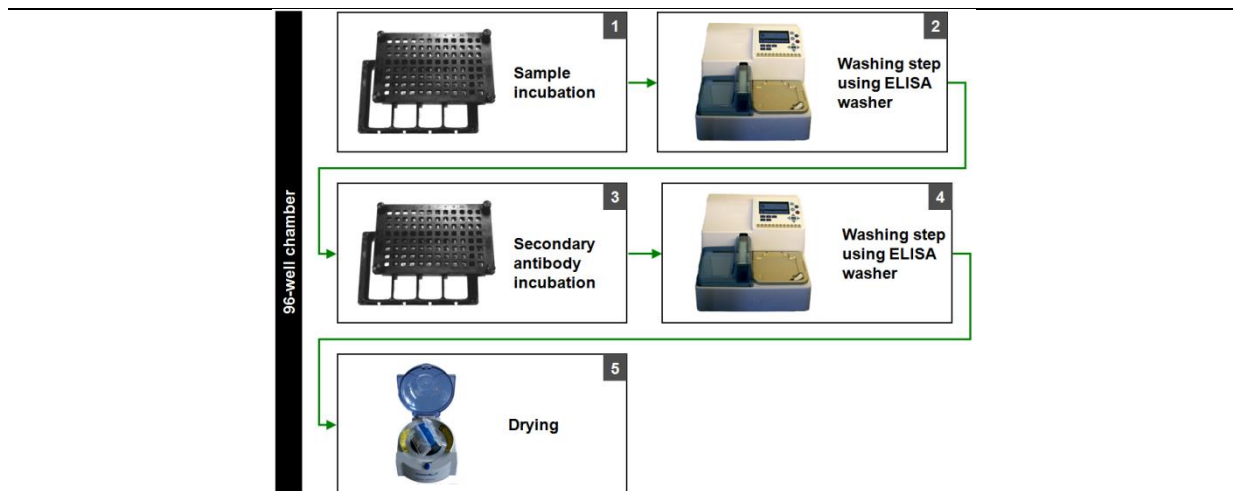 96-well chamber
1
Sample
incubation
2
Washing step
using ELISA
washer
3
Secondary
antibody
incubation
4
Washing step
using ELISA
washer
5
Drying